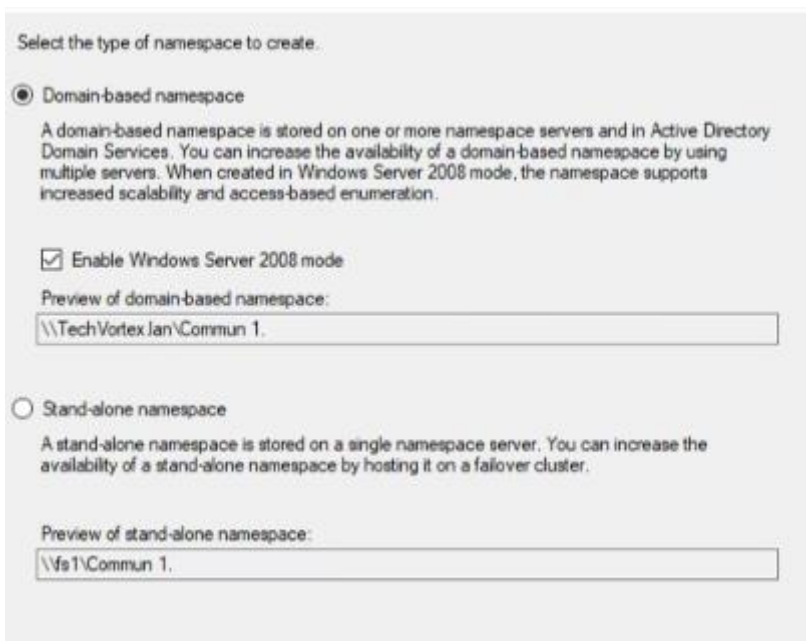 Select the type of namespace to create.
Domain-based namespace
A domain-based namespace is stored on one or more namespace servers and in Active Directory
Domain Services. You can increase the availability of a domain-based namespace by using
multiple servers. When created in Windows Server 2008 mode, the namespace supports
increased scalability and access-based enumeration.
Enable Windows Server 2008 mode
Preview of domain-based namespace:
\\TechVortex.lan\Commun 1.
Stand-alone namespace
A stand-alone namespace is stored on a single namespace server. You can increase the
availability of a stand-alone namespace by hosting it on a failover cluster.
Preview of stand-alone namespace:
\\fs1\Commun 1.